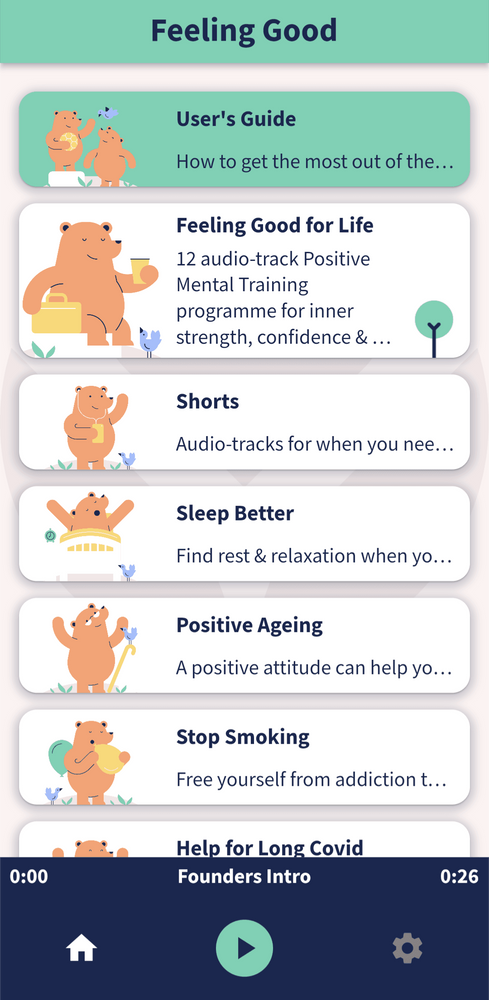 Feeling Good
User's Guide
How to get the most out of the…
Feeling Good for Life
12 audio-track Positive
Mental Training
programme for inner
strength, confidence & …
Shorts
Audio-tracks for when you nee…
Sleep Better
Find rest & relaxation when yo…
Positive Ageing
A positive attitude can help yo…
Stop Smoking
Free yourself from addiction t…
Help for Long Covid
0:00 Founders Intro 0:26